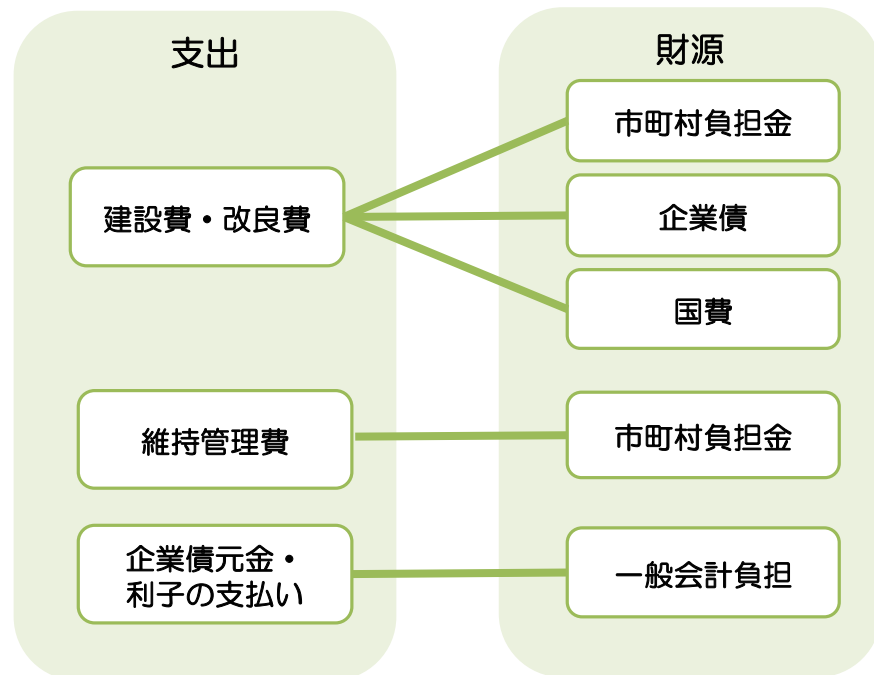 支出
建設費・改良費
維持管理費
企業債元金・
利子の支払い
財源
市町村負担金
企業債
国費
市町村負担金
一般会計負担